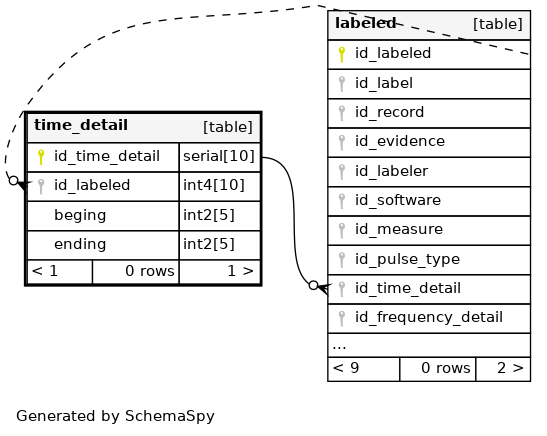 labeled [table]
id_labeled
id_label
id_record
id_evidence
id_labeler
id_software
id_measure
id_pulse_type
id_time_detail
id_frequency_detail
...
< 9 0 rows 2 >
time_detail [table]
id_time_detail serial[10]
id_labeled int4[10]
beging int2[5]
ending int2[5]
< 1 0 rows 1 >
Generated by SchemaSpy